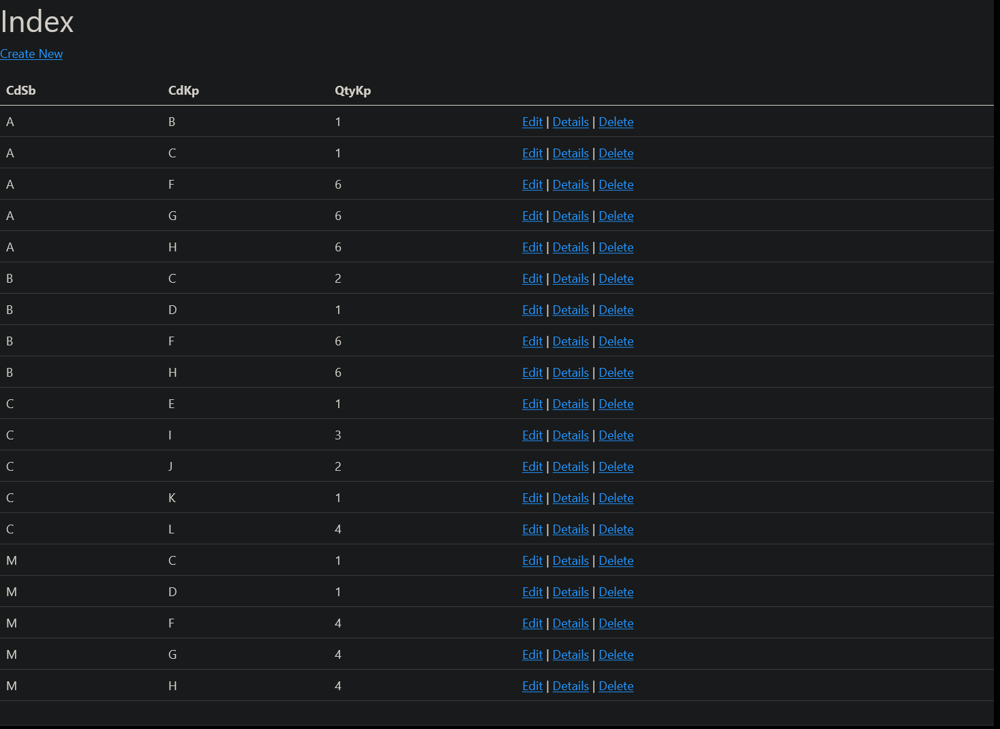 Index
Create New
CdSb CdKp QtyKp
A B 1 Edit | Details | Delete
A C 1 Edit | Details | Delete
A F 6 Edit | Details | Delete
A G 6 Edit | Details | Delete
A H 6 Edit | Details | Delete
B C 2 Edit | Details | Delete
B D 1 Edit | Details | Delete
B F 6 Edit | Details | Delete
B H 6 Edit | Details | Delete
C E 1 Edit | Details | Delete
C I 3 Edit | Details | Delete
C J 2 Edit | Details | Delete
C K 1 Edit | Details | Delete
C L 4 Edit | Details | Delete
M C 1 Edit | Details | Delete
M D 1 Edit | Details | Delete
M F 4 Edit | Details | Delete
M G 4 Edit | Details | Delete
M H 4 Edit | Details | Delete